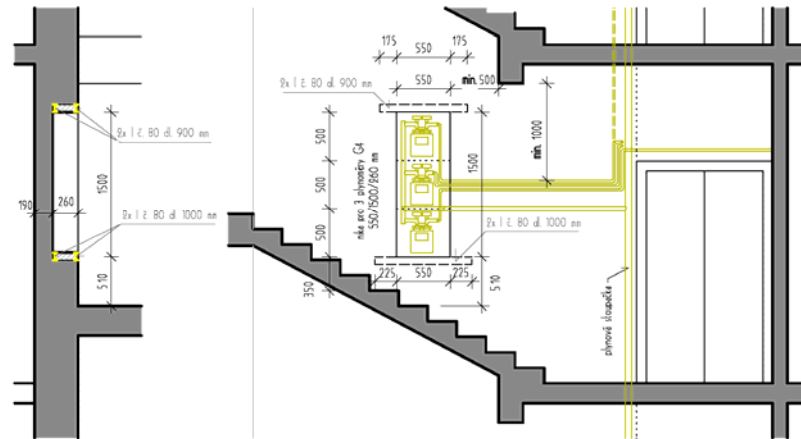 175
550
175
550
min. 500
2x I č. 80 dl. 900 mm
2x I č. 80 dl. 900 mm
500
500
500
1500
min. 1000
nika pro 3 plynoměry G4
550/1500/260 mm
190
260
1500
2x I č. 80 dl. 1000 mm
2x I č. 80 dl. 1000 mm
225
550
225
350
510
510
plynová stoupačka